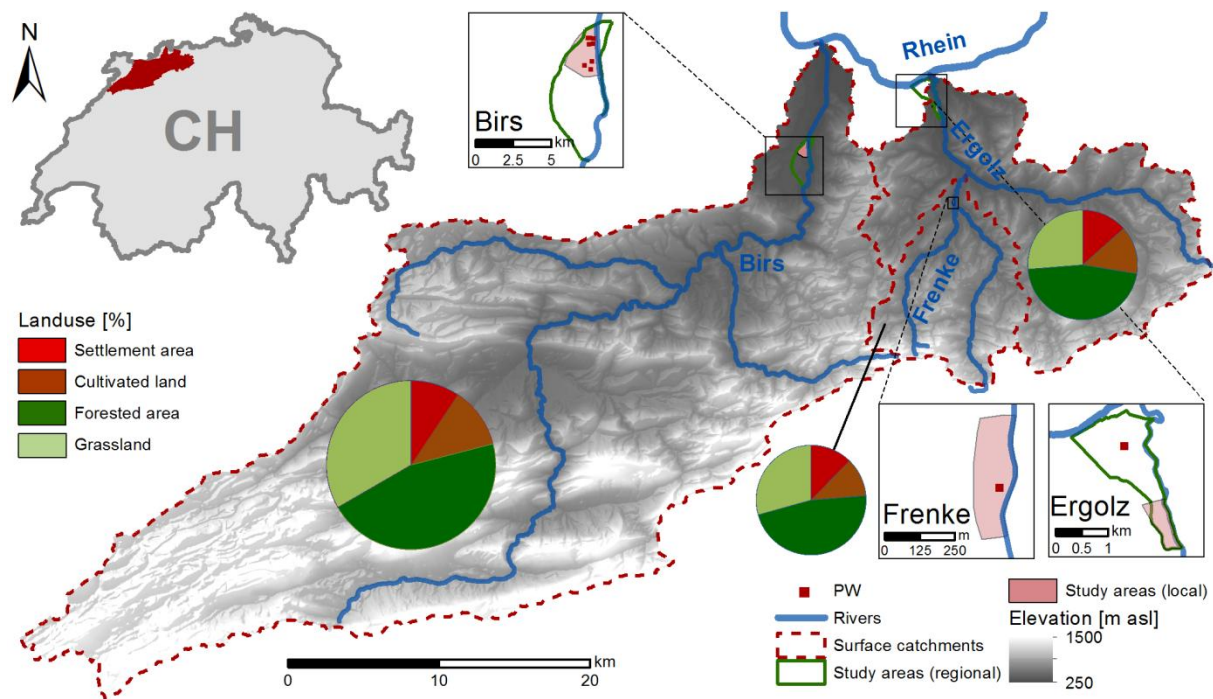 N
CH
Rhein
Birs
0 2.5 5 km
Ergolz
Birs
Frenke
Landuse [%]
Settlement area
Cultivated land
Forested area
Grassland
Frenke
0 125 250 m
Ergolz
0 0.5 1 km
PW
Rivers
Surface catchments
Study areas (regional)
Study areas (local)
Elevation [m asl]
1500
250
0 10 20 km